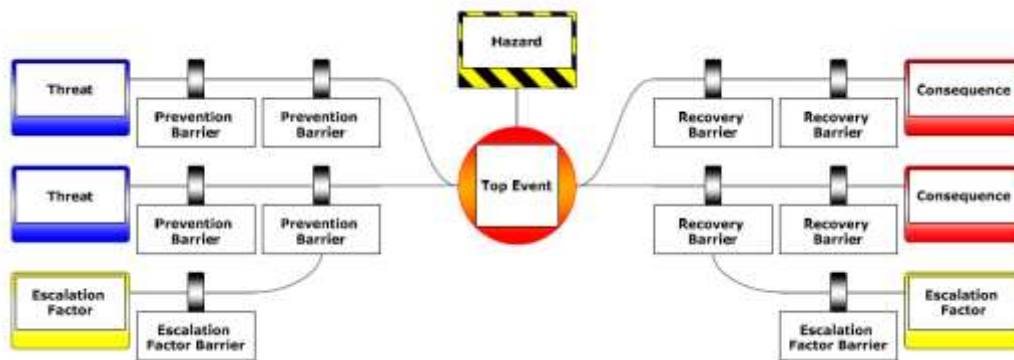 Hazard
Threat
Prevention
Barrier
Prevention
Barrier
Top Event
Recovery
Barrier
Recovery
Barrier
Consequence
Threat
Prevention
Barrier
Prevention
Barrier
Recovery
Barrier
Recovery
Barrier
Consequence
Escalation
Factor
Escalation
Factor Barrier
Escalation
Factor Barrier
Escalation
Factor